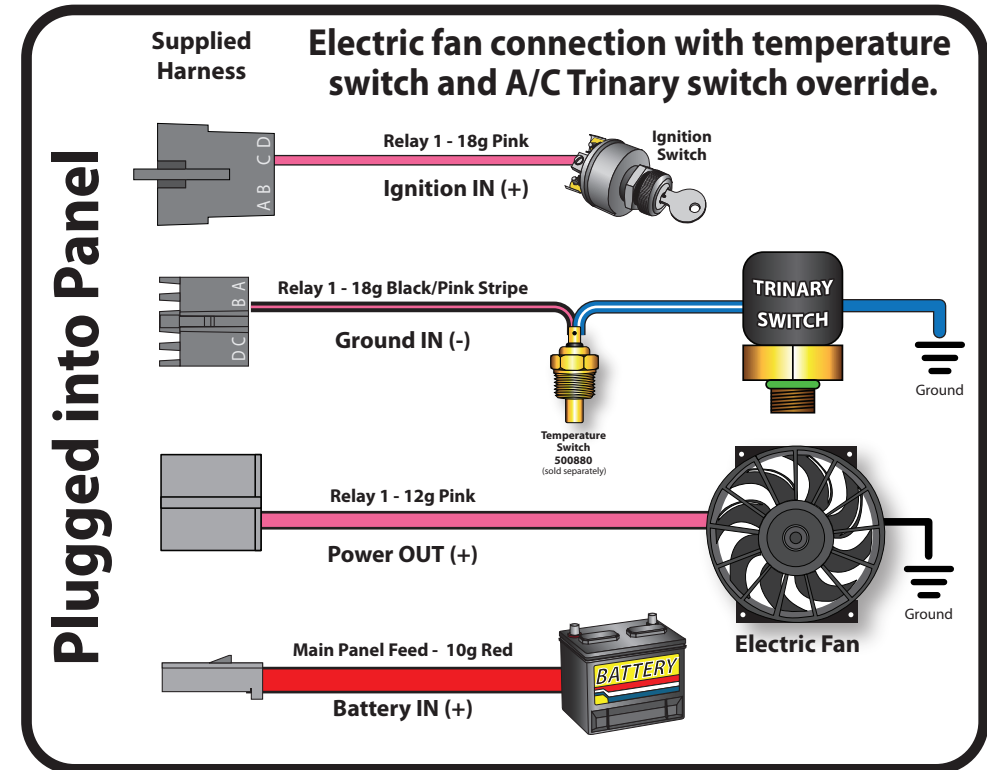 Plugged into Panel
Supplied
Harness
Electric fan connection with temperature
switch and A/C Trinary switch override.
A B C D
Relay 1 - 18g Pink
Ignition IN (+)
Ignition
Switch
D C B A
Relay 1 - 18g Black/Pink Stripe
Ground IN (-)
Temperature
Switch
500880
(sold separately)
TRINARY
SWITCH
Ground
Relay 1 - 12g Pink
Power OUT (+)
Electric Fan
Ground
Main Panel Feed - 10g Red
Battery IN (+)
BATTERY